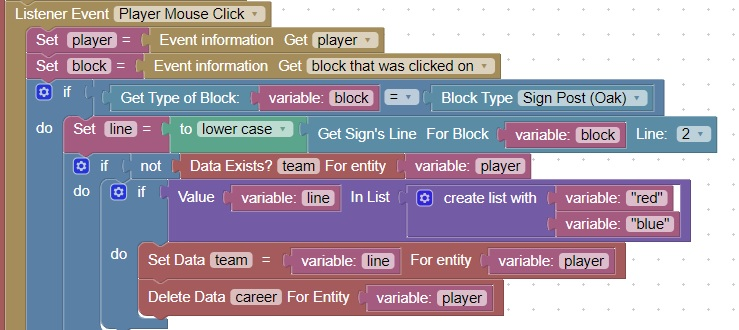 Listener Event Player Mouse Click
Set player = Event information Get player
Set block = Event information Get block that was clicked on
if Get Type of Block: variable: block = Block Type Sign Post (Oak)
do Set line = to lower case Get Sign's Line For Block variable: block Line: 2
if not Data Exists? team For entity variable: player
do if Value variable: line In List create list with variable: "red"
variable: "blue"
do Set Data team = variable: line For entity variable: player
Delete Data career For Entity variable: player